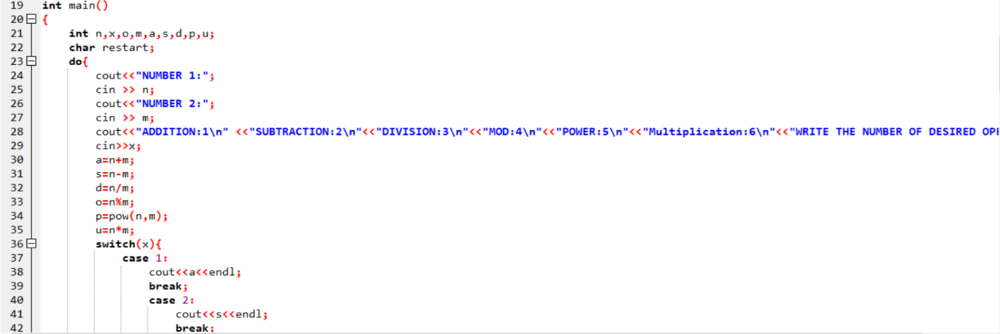 19 int main()
20 {
21     int n,x,o,m,a,s,d,p,u;
22     char restart;
23     do{
24         cout<<"NUMBER 1:";
25         cin >> n;
26         cout<<"NUMBER 2:";
27         cin >> m;
28         cout<<"ADDITION:1\n" <<"SUBTRACTION:2\n"<<"DIVISION:3\n"<<"MOD:4\n"<<"POWER:5\n"<<"Multiplication:6\n"<<"WRITE THE NUMBER OF DESIRED
29         cin>>x;
30         a=n+m;
31         s=n-m;
32         d=n/m;
33         o=n%m;
34         p=pow(n,m);
35         u=n*m;
36         switch(x){
37             case 1:
38                 cout<<a<<endl;
39                 break;
40                 case 2:
41                     cout<<s<<endl;
42                     break;